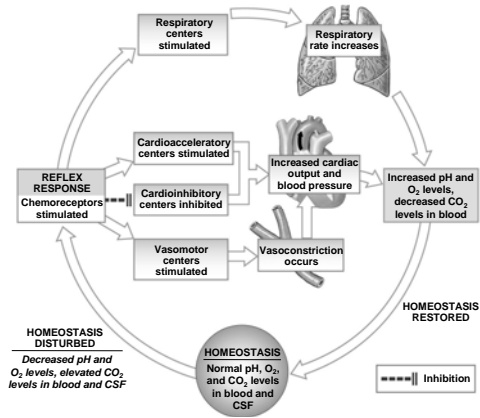 Respiratory
centers
stimulated
Respiratory
rate increases
Cardioacceleratory
centers stimulated
REFLEX
RESPONSE
Chemoreceptors
stimulated
Cardioinhibitory
centers inhibited
Increased cardiac
output and
blood pressure
Increased pH and
O₂ levels,
decreased CO₂
levels in blood
Vasomotor
centers
stimulated
Vasoconstriction
occurs
HOMEOSTASIS
RESTORED
HOMEOSTASIS
DISTURBED
Decreased pH and
O₂ levels, elevated CO₂
levels in blood and CSF
HOMEOSTASIS
Normal pH, O₂,
and CO₂ levels
in blood and
CSF
Inhibition